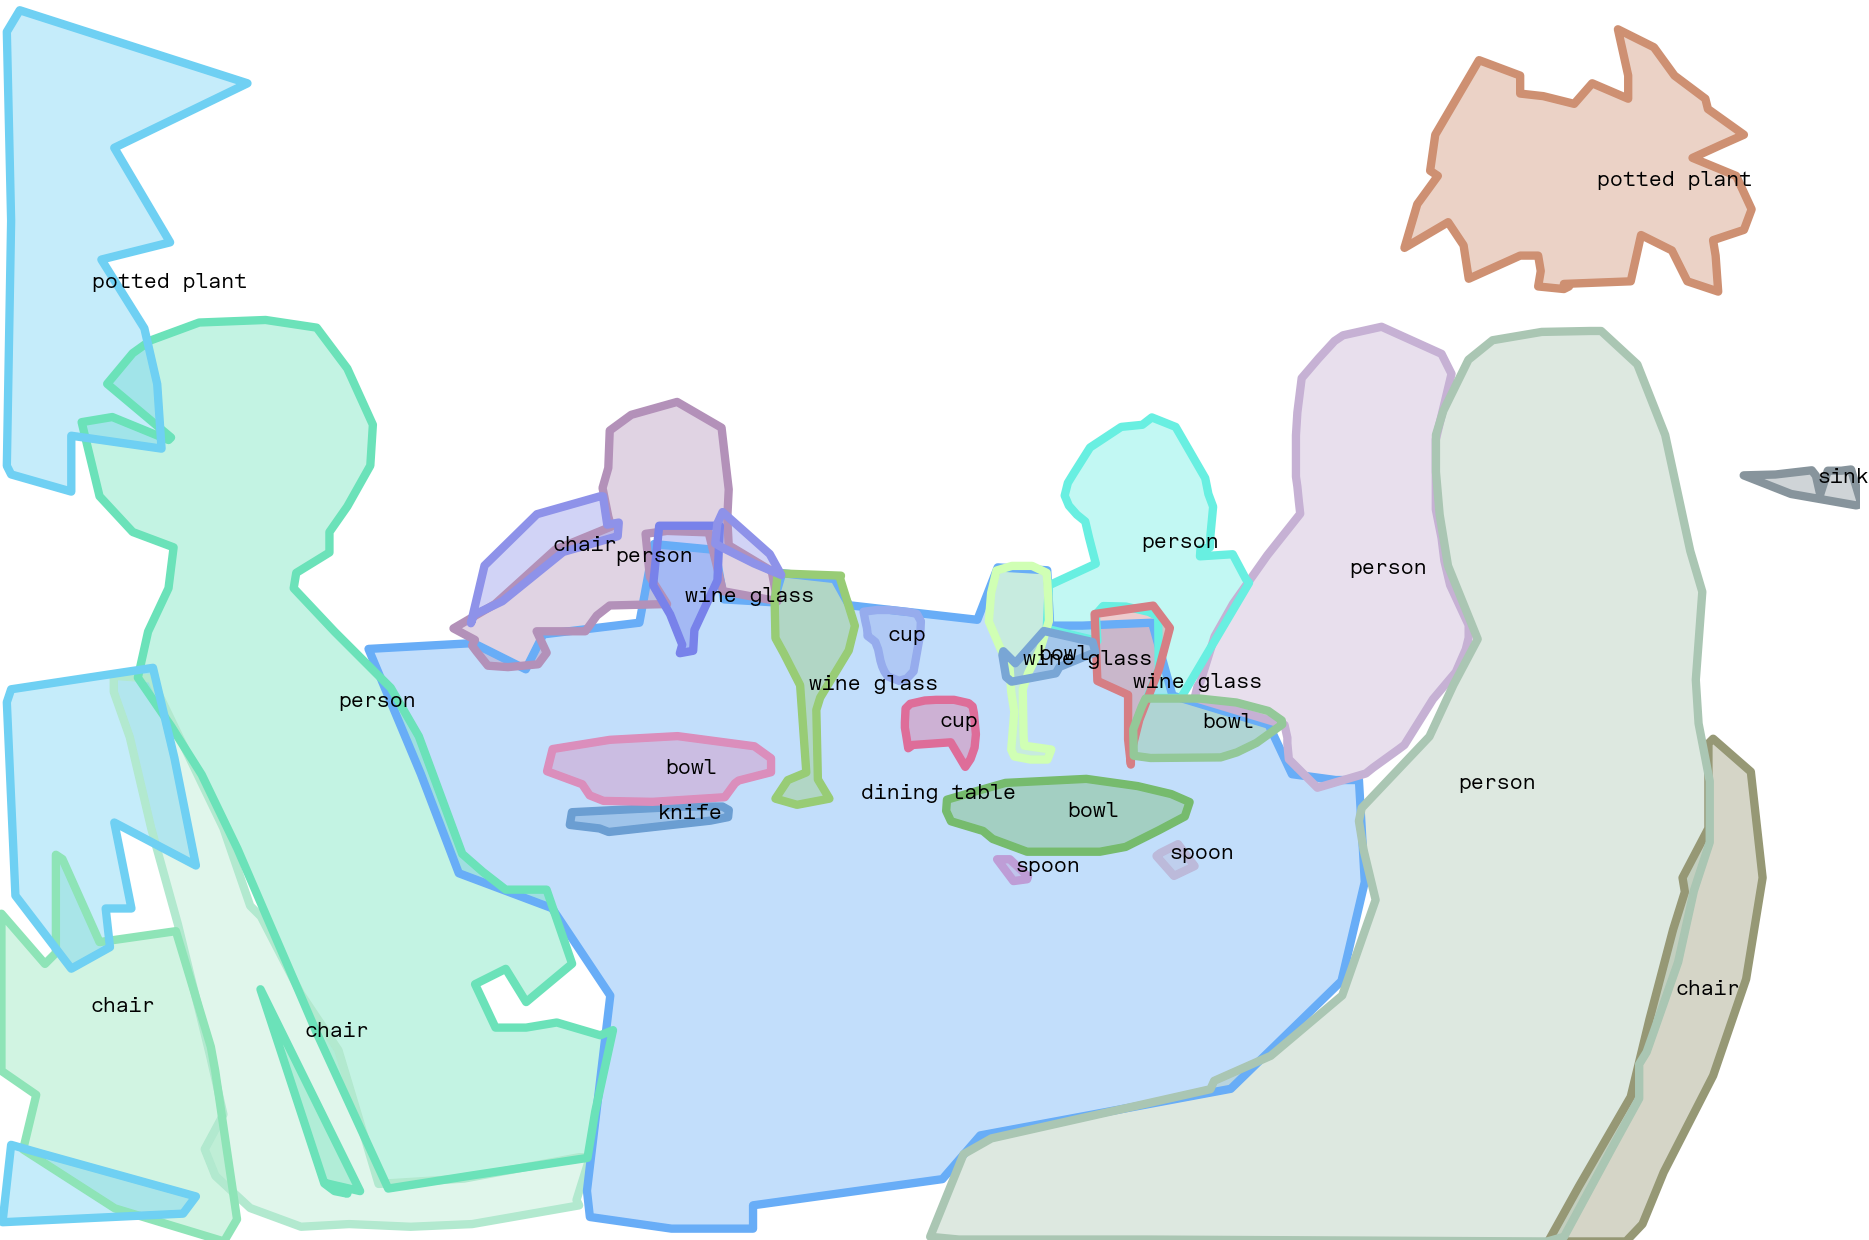 potted plant
potted plant
sink
person
chair
person
person
wine glass
cup
bowl
wine glass
wine glass
wine glass
person
person
cup
bowl
bowl
person
dining table
knife
bowl
spoon
spoon
chair
chair
chair